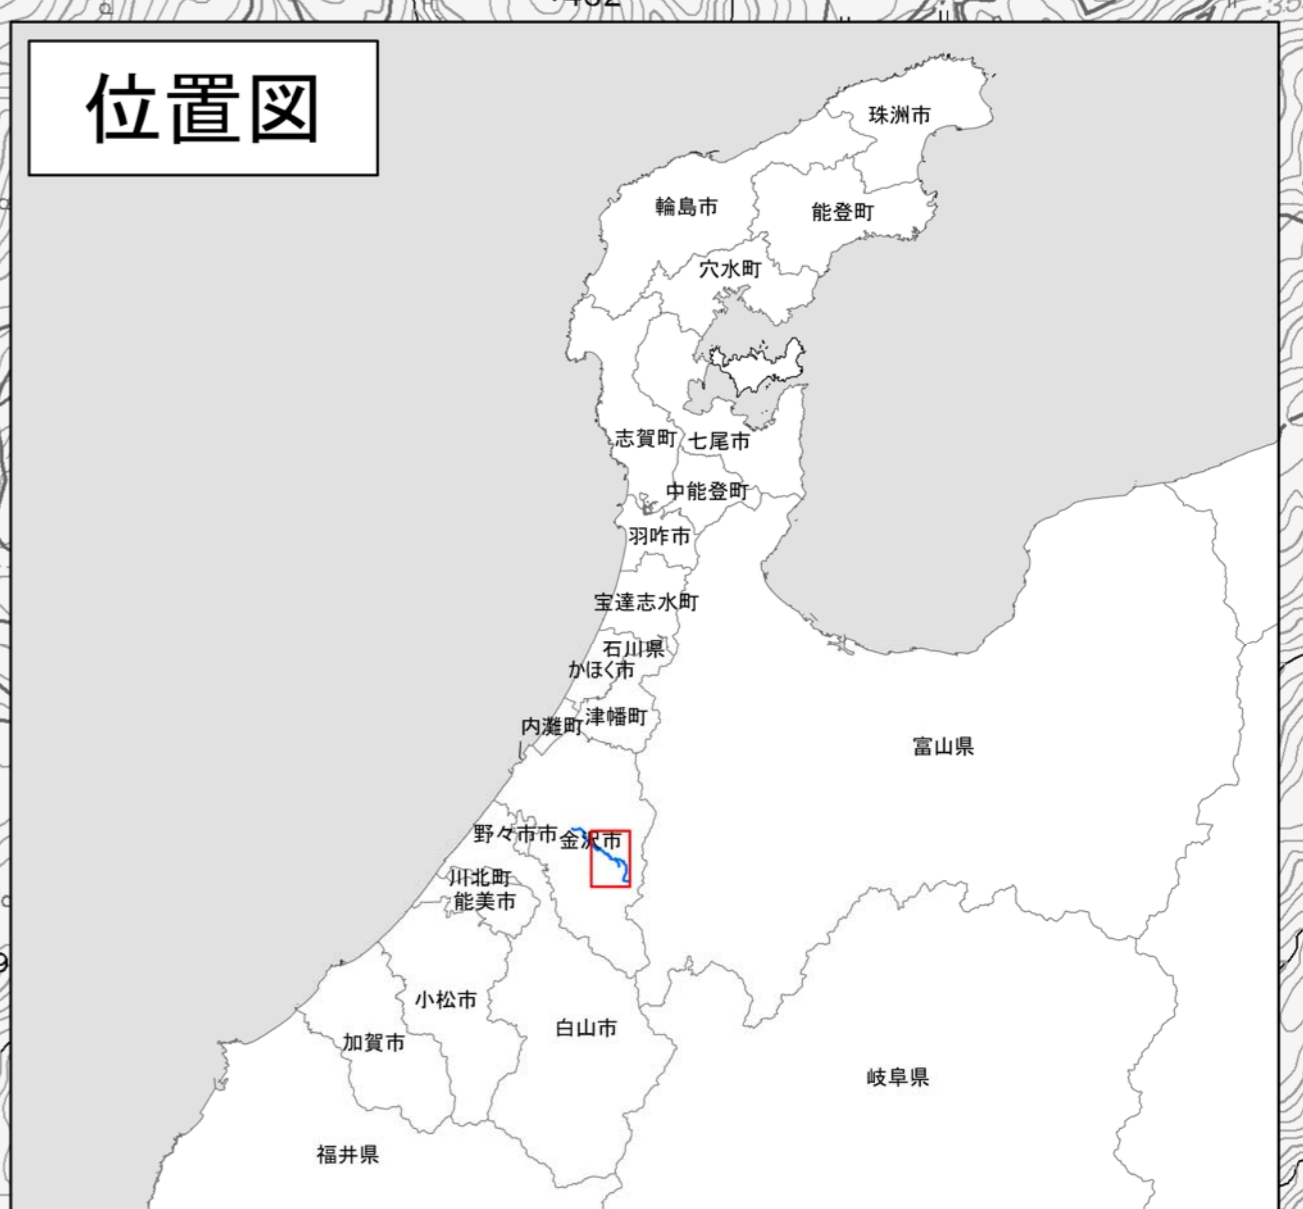 位置図
珠洲市
輪島市
能登町
穴水町
志賀町
七尾市
中能登町
羽咋市
宝達志水町
石川県
かほく市
津幡町
内灘町
富山県
野々市市
金沢市
川北町
能美市
小松市
白山市
加賀市
岐阜県
福井県